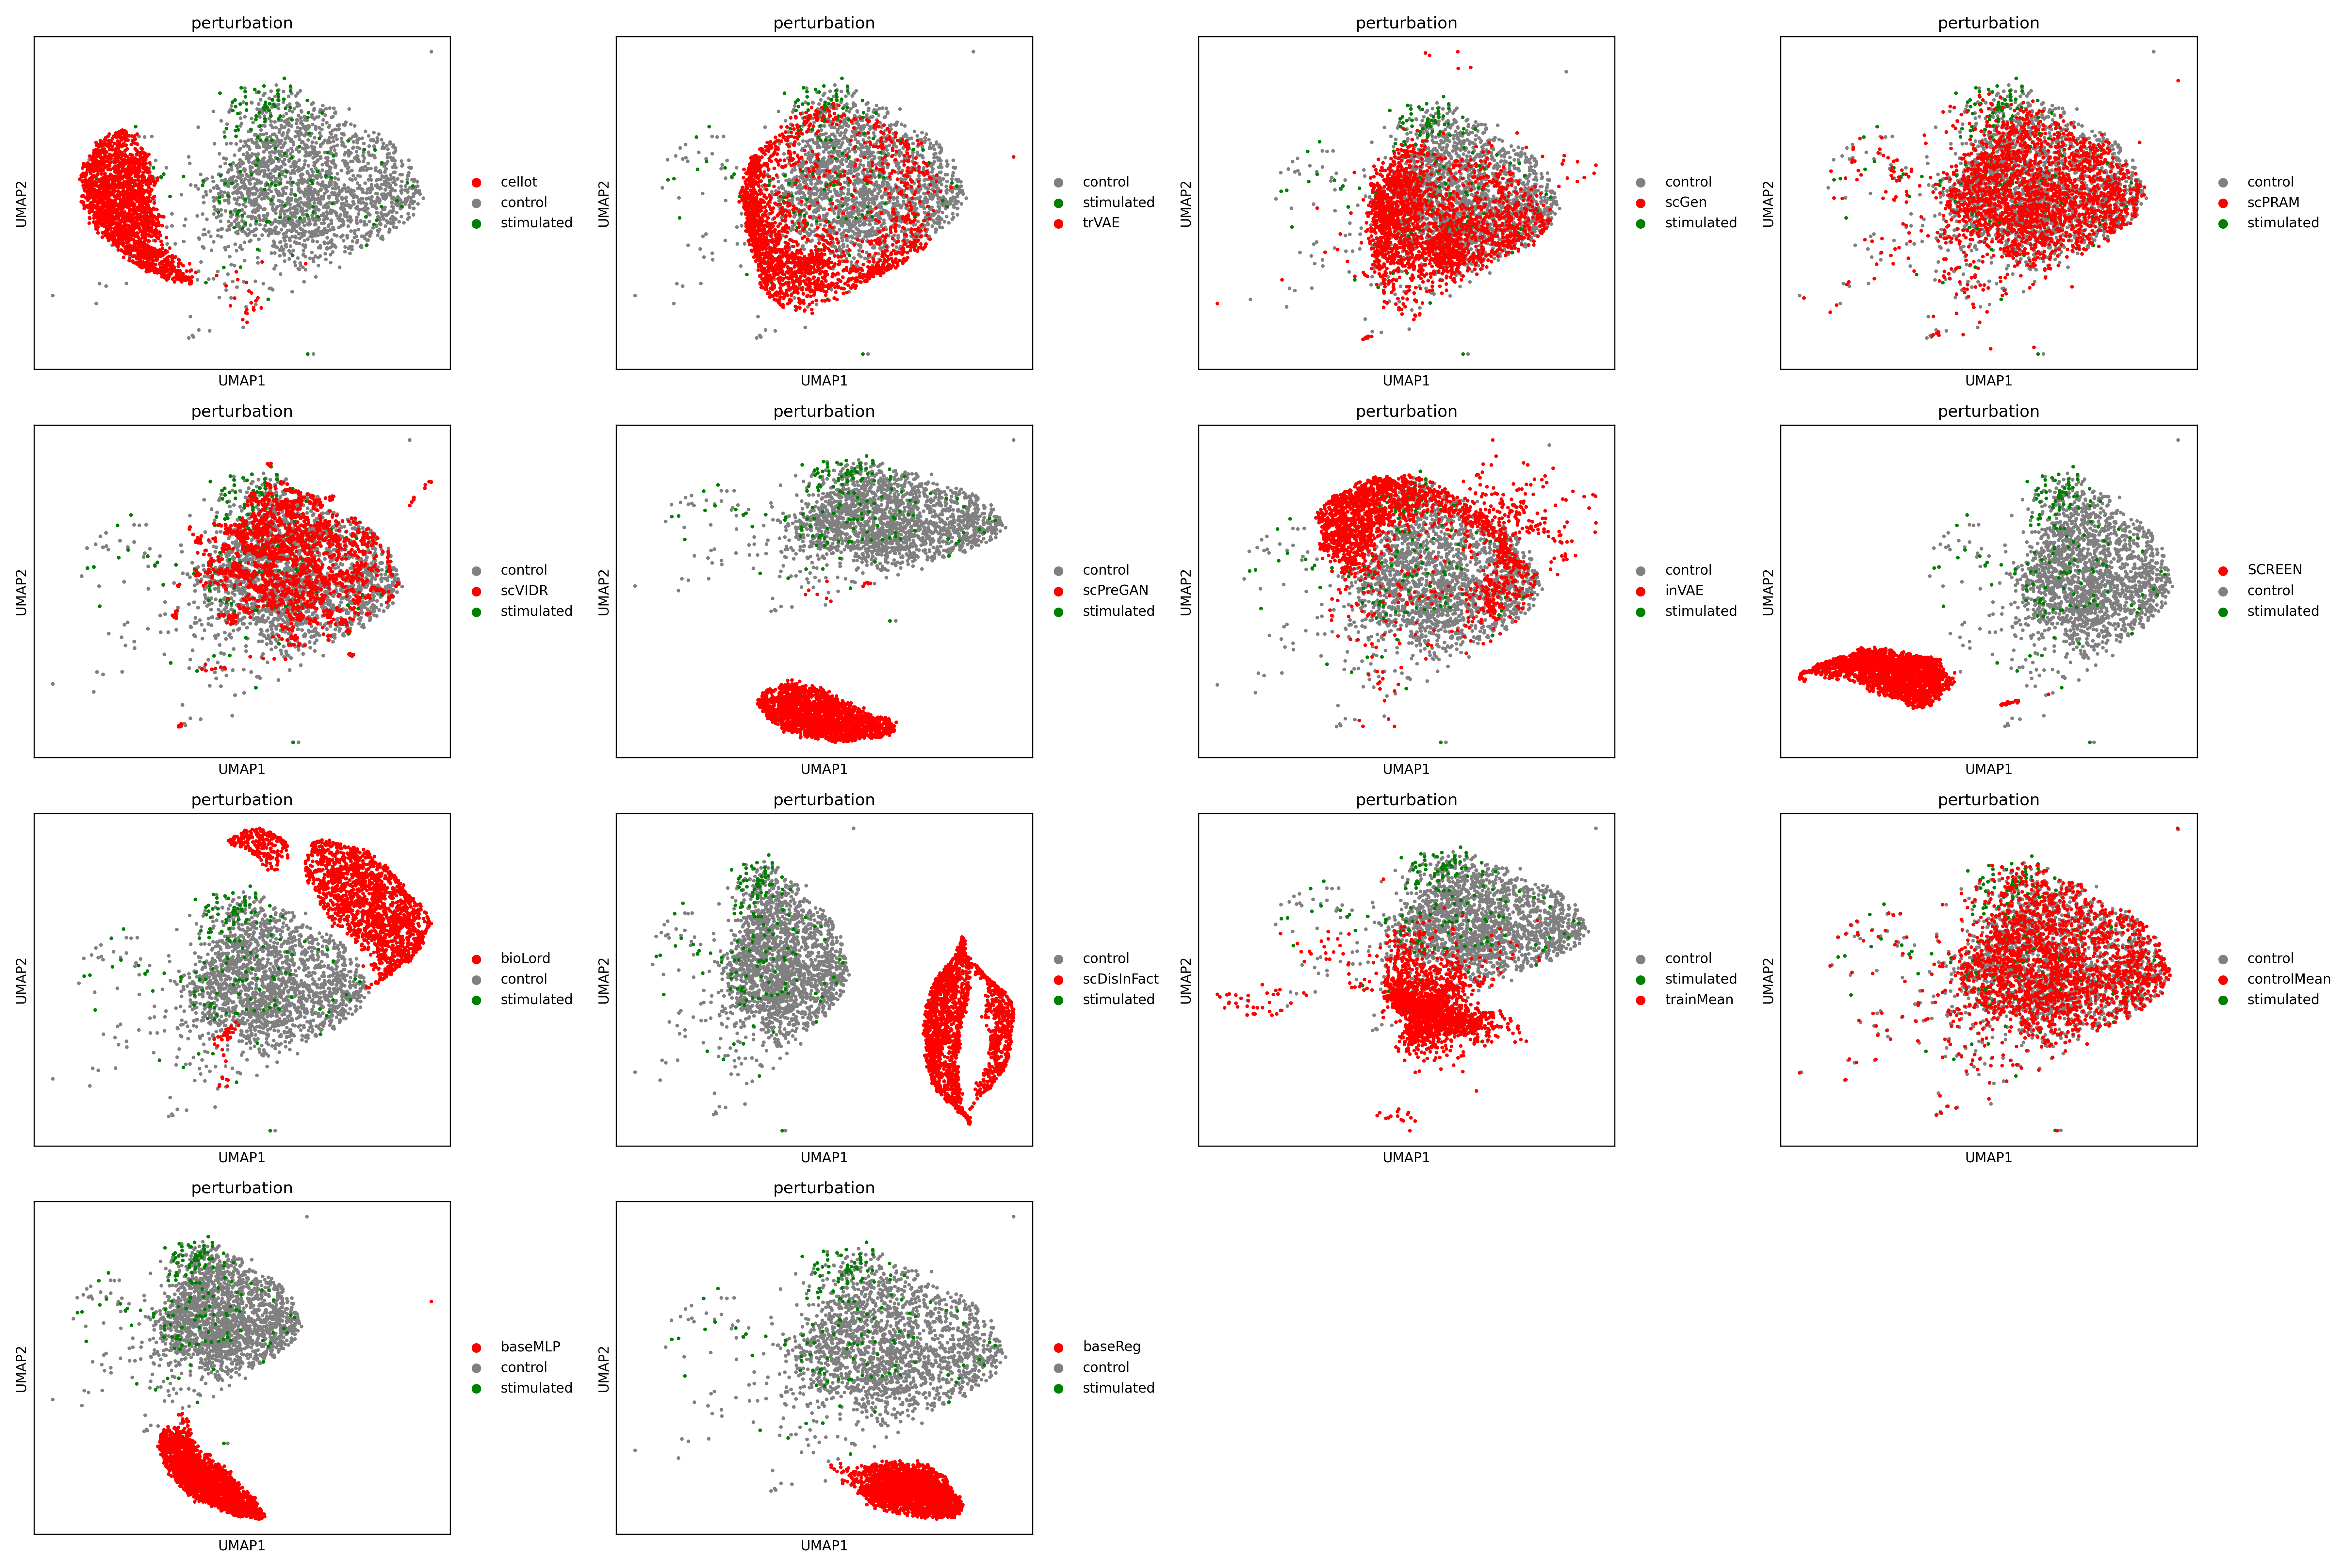 perturbation
UMAP2
UMAP1
cellot
control
stimulated
perturbation
UMAP2
UMAP1
control
stimulated
trVAE
perturbation
UMAP2
UMAP1
control
scGen
stimulated
perturbation
UMAP2
UMAP1
control
scPRAM
stimulated
perturbation
UMAP2
UMAP1
control
scVIDR
stimulated
perturbation
UMAP2
UMAP1
control
scPreGAN
stimulated
perturbation
UMAP2
UMAP1
control
inVAE
stimulated
perturbation
UMAP2
UMAP1
SCREEN
control
stimulated
perturbation
UMAP2
UMAP1
bioLord
control
stimulated
perturbation
UMAP2
UMAP1
control
scDisInFact
stimulated
perturbation
UMAP2
UMAP1
control
stimulated
trainMean
perturbation
UMAP2
UMAP1
control
controlMean
stimulated
perturbation
UMAP2
UMAP1
baseMLP
control
stimulated
perturbation
UMAP2
UMAP1
baseReg
control
stimulated